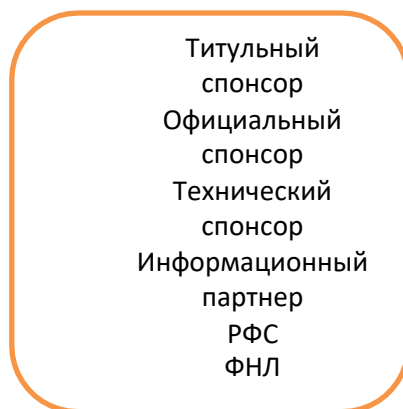 Титульный
спонсор
Официальный
спонсор
Технический
спонсор
Информационный
партнер
РФС
ФНЛ